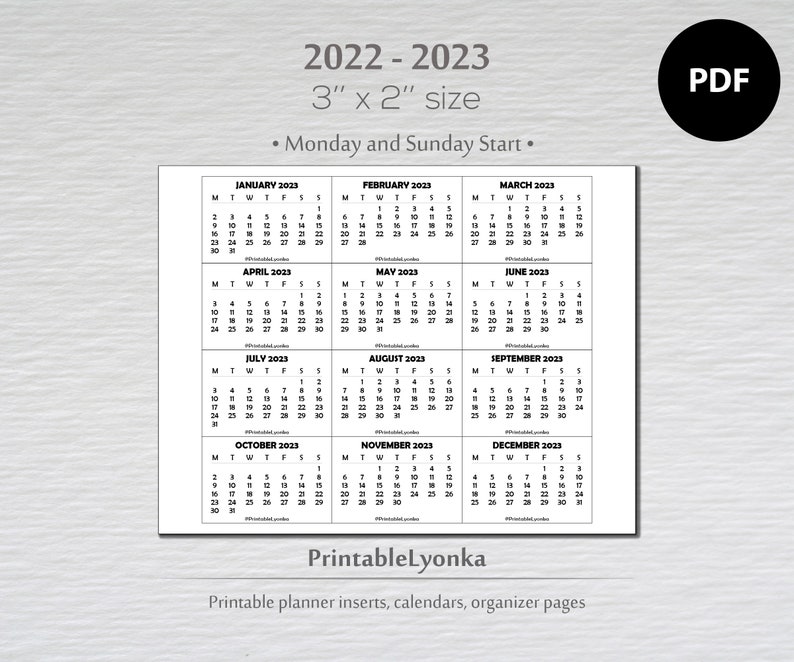 2022 - 2023
3" x 2" size
• Monday and Sunday Start •
PDF
JANUARY 2023
M T W T F S S
1
2 3 4 5 6 7 8
9 10 11 12 13 14 15
16 17 18 19 20 21 22
23 24 25 26 27 28 29
30 31
@PrintableLyonka
FEBRUARY 2023
M T W T F S S
1 2 3 4 5
6 7 8 9 10 11 12
13 14 15 16 17 18 19
20 21 22 23 24 25 26
27 28
@PrintableLyonka
MARCH 2023
M T W T F S S
1 2 3 4 5
6 7 8 9 10 11 12
13 14 15 16 17 18 19
20 21 22 23 24 25 26
27 28 29 30 31
@PrintableLyonka
APRIL 2023
M T W T F S S
1 2
3 4 5 6 7 8 9
10 11 12 13 14 15 16
17 18 19 20 21 22 23
24 25 26 27 28 29 30
@PrintableLyonka
MAY 2023
M T W T F S S
1 2 3 4 5 6 7
8 9 10 11 12 13 14
15 16 17 18 19 20 21
22 23 24 25 26 27 28
29 30 31
@PrintableLyonka
JUNE 2023
M T W T F S S
1 2 3 4
5 6 7 8 9 10 11
12 13 14 15 16 17 18
19 20 21 22 23 24 25
26 27 28 29 30
@PrintableLyonka
JULY 2023
M T W T F S S
1 2
3 4 5 6 7 8 9
10 11 12 13 14 15 16
17 18 19 20 21 22 23
24 25 26 27 28 29 30
31
@PrintableLyonka
AUGUST 2023
M T W T F S S
1 2 3 4 5 6
7 8 9 10 11 12 13
14 15 16 17 18 19 20
21 22 23 24 25 26 27
28 29 30 31
@PrintableLyonka
SEPTEMBER 2023
M T W T F S S
1 2 3
4 5 6 7 8 9 10
11 12 13 14 15 16 17
18 19 20 21 22 23 24
25 26 27 28 29 30
@PrintableLyonka
OCTOBER 2023
M T W T F S S
1
2 3 4 5 6 7 8
9 10 11 12 13 14 15
16 17 18 19 20 21 22
23 24 25 26 27 28 29
30 31
@PrintableLyonka
NOVEMBER 2023
M T W T F S S
1 2 3 4 5
6 7 8 9 10 11 12
13 14 15 16 17 18 19
20 21 22 23 24 25 26
27 28 29 30
@PrintableLyonka
DECEMBER 2023
M T W T F S S
1 2 3
4 5 6 7 8 9 10
11 12 13 14 15 16 17
18 19 20 21 22 23 24
25 26 27 28 29 30 31
@PrintableLyonka
PrintableLyonka
Printable planner inserts, calendars, organizer pages